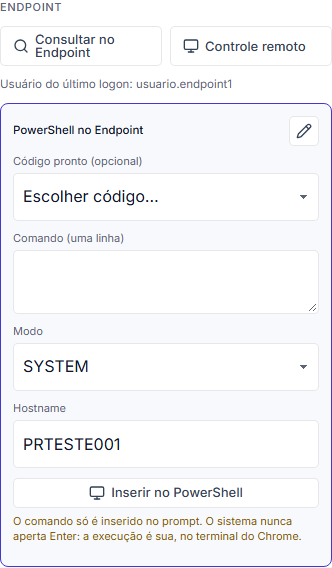 ENDPOINT
Consultar no
Endpoint
Controle remoto
Usuário do último logon: usuario.endpoint1
PowerShell no Endpoint
Código pronto (opcional)
Escolher código...
Comando (uma linha)
Modo
SYSTEM
Hostname
PRTESTE001
Inserir no PowerShell
O comando só é inserido no prompt. O sistema nunca
aperta Enter: a execução é sua, no terminal do Chrome.